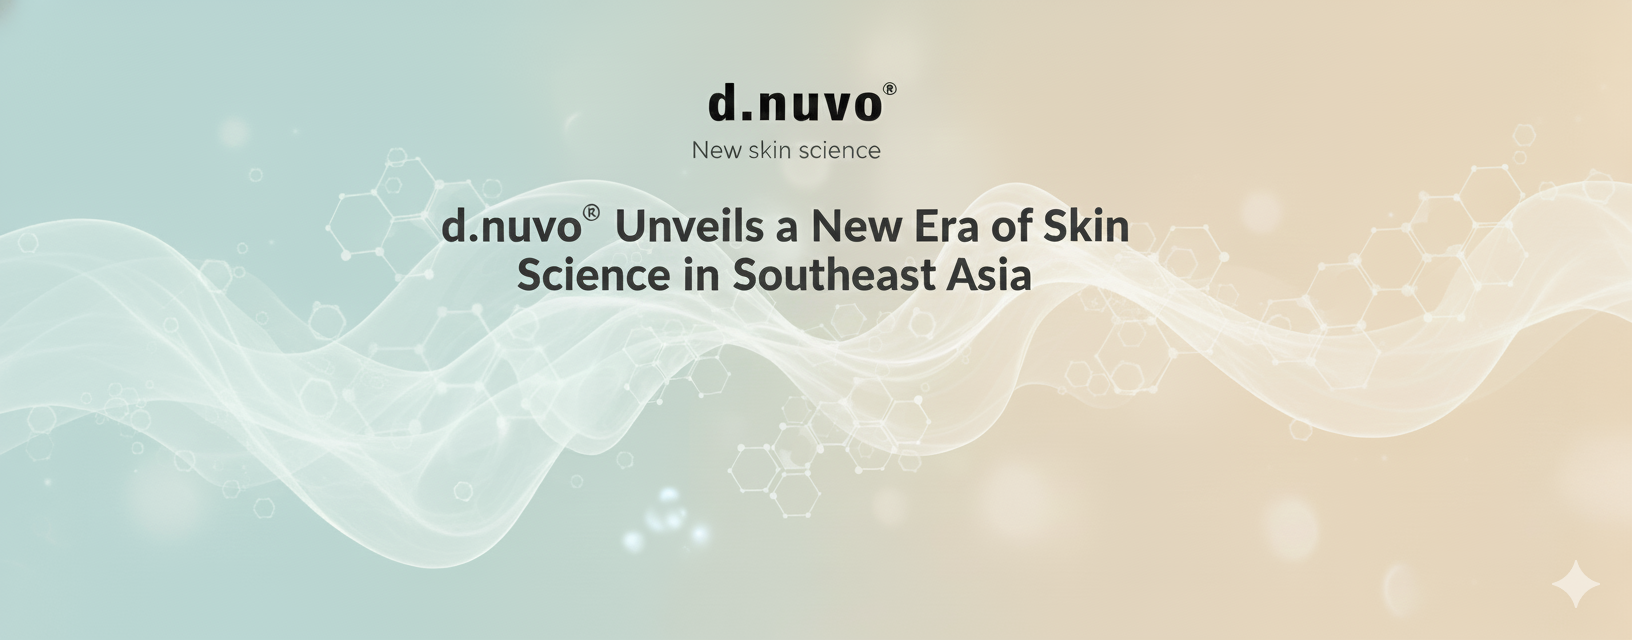 d.nuvo®
New skin science
d.nuvo® Unveils a New Era of Skin
Science in Southeast Asia